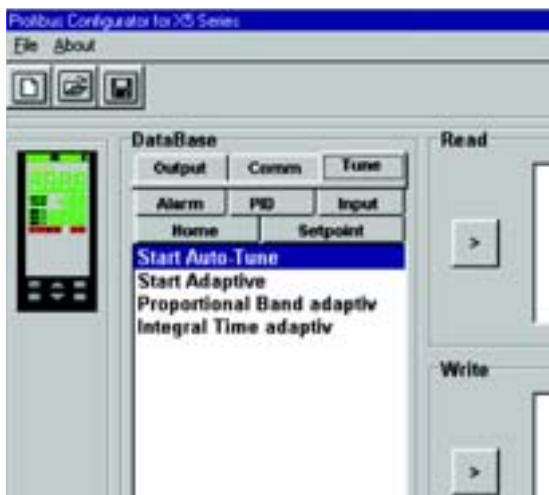 Profibus Configurator for X5 Series
File About
DataBase
Read
Output Comm Tune
Alarm PID Input
Home Setpoint
>
Start Auto-Tune
Start Adaptive
Proportional Band adaptiv
Integral Time adaptiv
Write
>